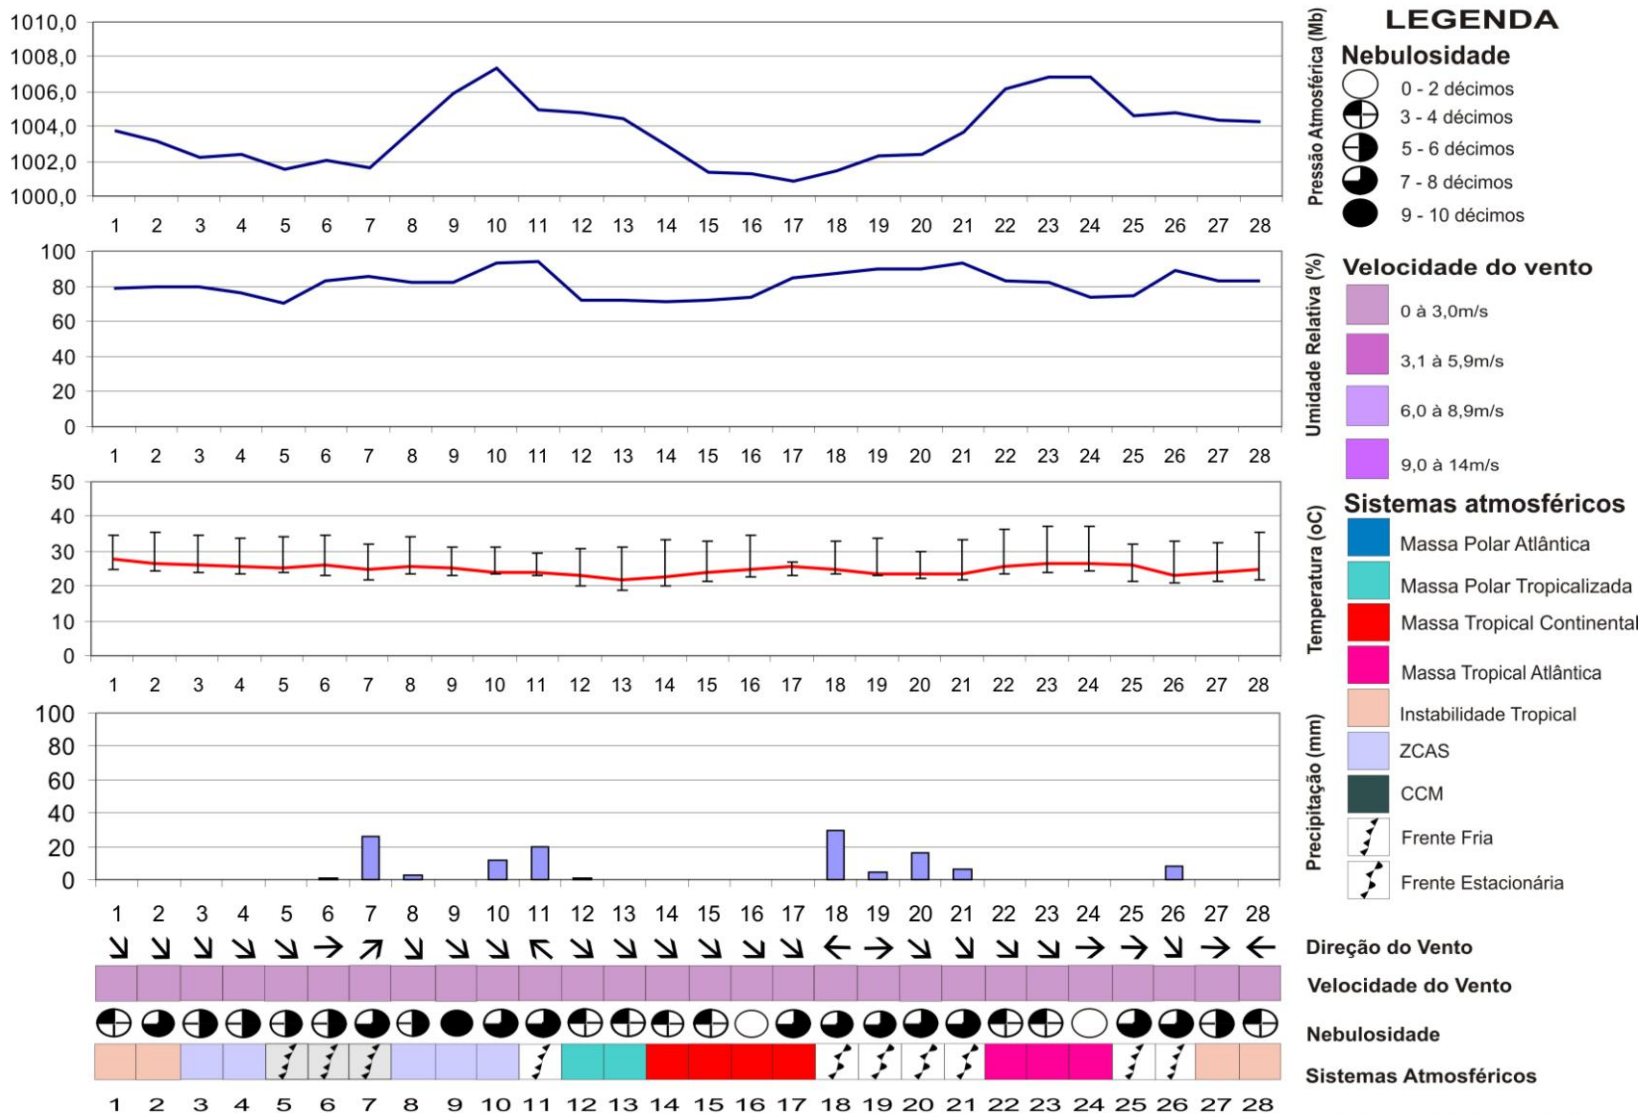 1010,0
1008,0
1006,0
1004,0
1002,0
1000,0
1 2 3 4 5 6 7 8 9 10 11 12 13 14 15 16 17 18 19 20 21 22 23 24 25 26 27 28
Pressão Atmosférica (Mb)
100
80
60
40
20
0
1 2 3 4 5 6 7 8 9 10 11 12 13 14 15 16 17 18 19 20 21 22 23 24 25 26 27 28
Umidade Relativa (%)
50
40
30
20
10
0
1 2 3 4 5 6 7 8 9 10 11 12 13 14 15 16 17 18 19 20 21 22 23 24 25 26 27 28
Temperatura (oC)
100
80
60
40
20
0
1 2 3 4 5 6 7 8 9 10 11 12 13 14 15 16 17 18 19 20 21 22 23 24 25 26 27 28
Precipitação (mm)
Direção do Vento
Velocidade do Vento
Nebulosidade
Sistemas Atmosféricos
1 2 3 4 5 6 7 8 9 10 11 12 13 14 15 16 17 18 19 20 21 22 23 24 25 26 27 28
LEGENDA
Nebulosidade
0 - 2 décimos
3 - 4 décimos
5 - 6 décimos
7 - 8 décimos
9 - 10 décimos
Velocidade do vento
0 à 3,0m/s
3,1 à 5,9m/s
6,0 à 8,9m/s
9,0 à 14m/s
Sistemas atmosféricos
Massa Polar Atlântica
Massa Polar Tropicalizada
Massa Tropical Continental
Massa Tropical Atlântica
Instabilidade Tropical
ZCAS
CCM
Frente Fria
Frente Estacionária